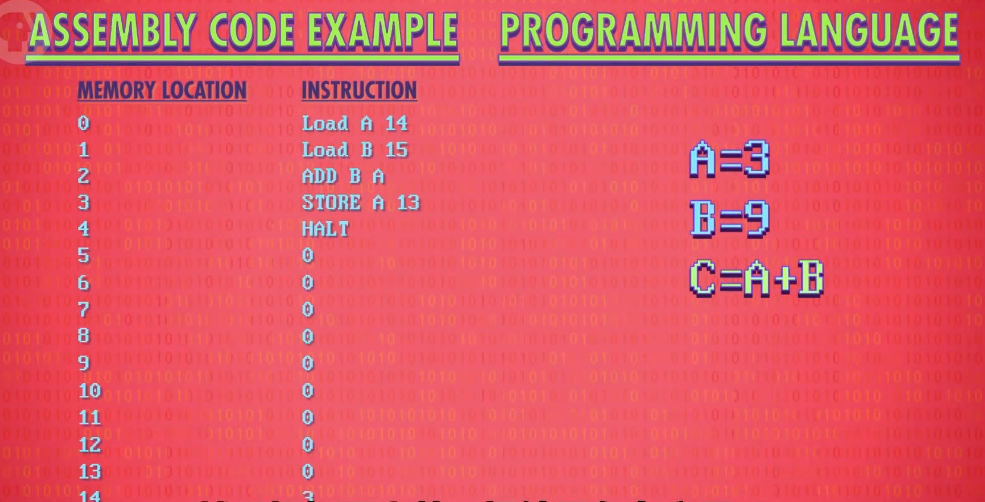 ASSEMBLY CODE EXAMPLE
MEMORY LOCATION INSTRUCTION
0 Load A 14
1 Load B 15
2 ADD B A
3 STORE A 13
4 HALT
5 0
6 0
7 0
8 0
9 0
10 0
11 0
12 0
13 0
14 3
PROGRAMMING LANGUAGE
A=3
B=9
C=A+B